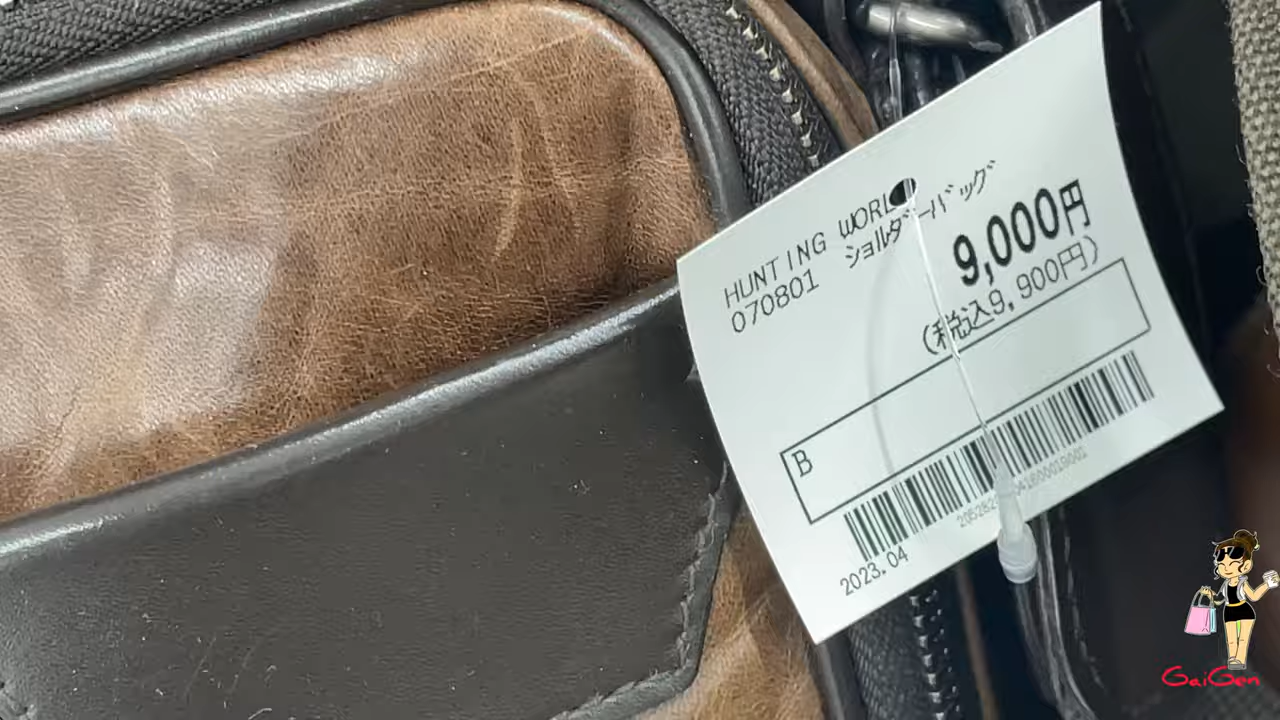 HUNTING WORLD
ショルダーバッグ
070801
9,000円
(税込9,900円)
B
2023.04
GaiGen